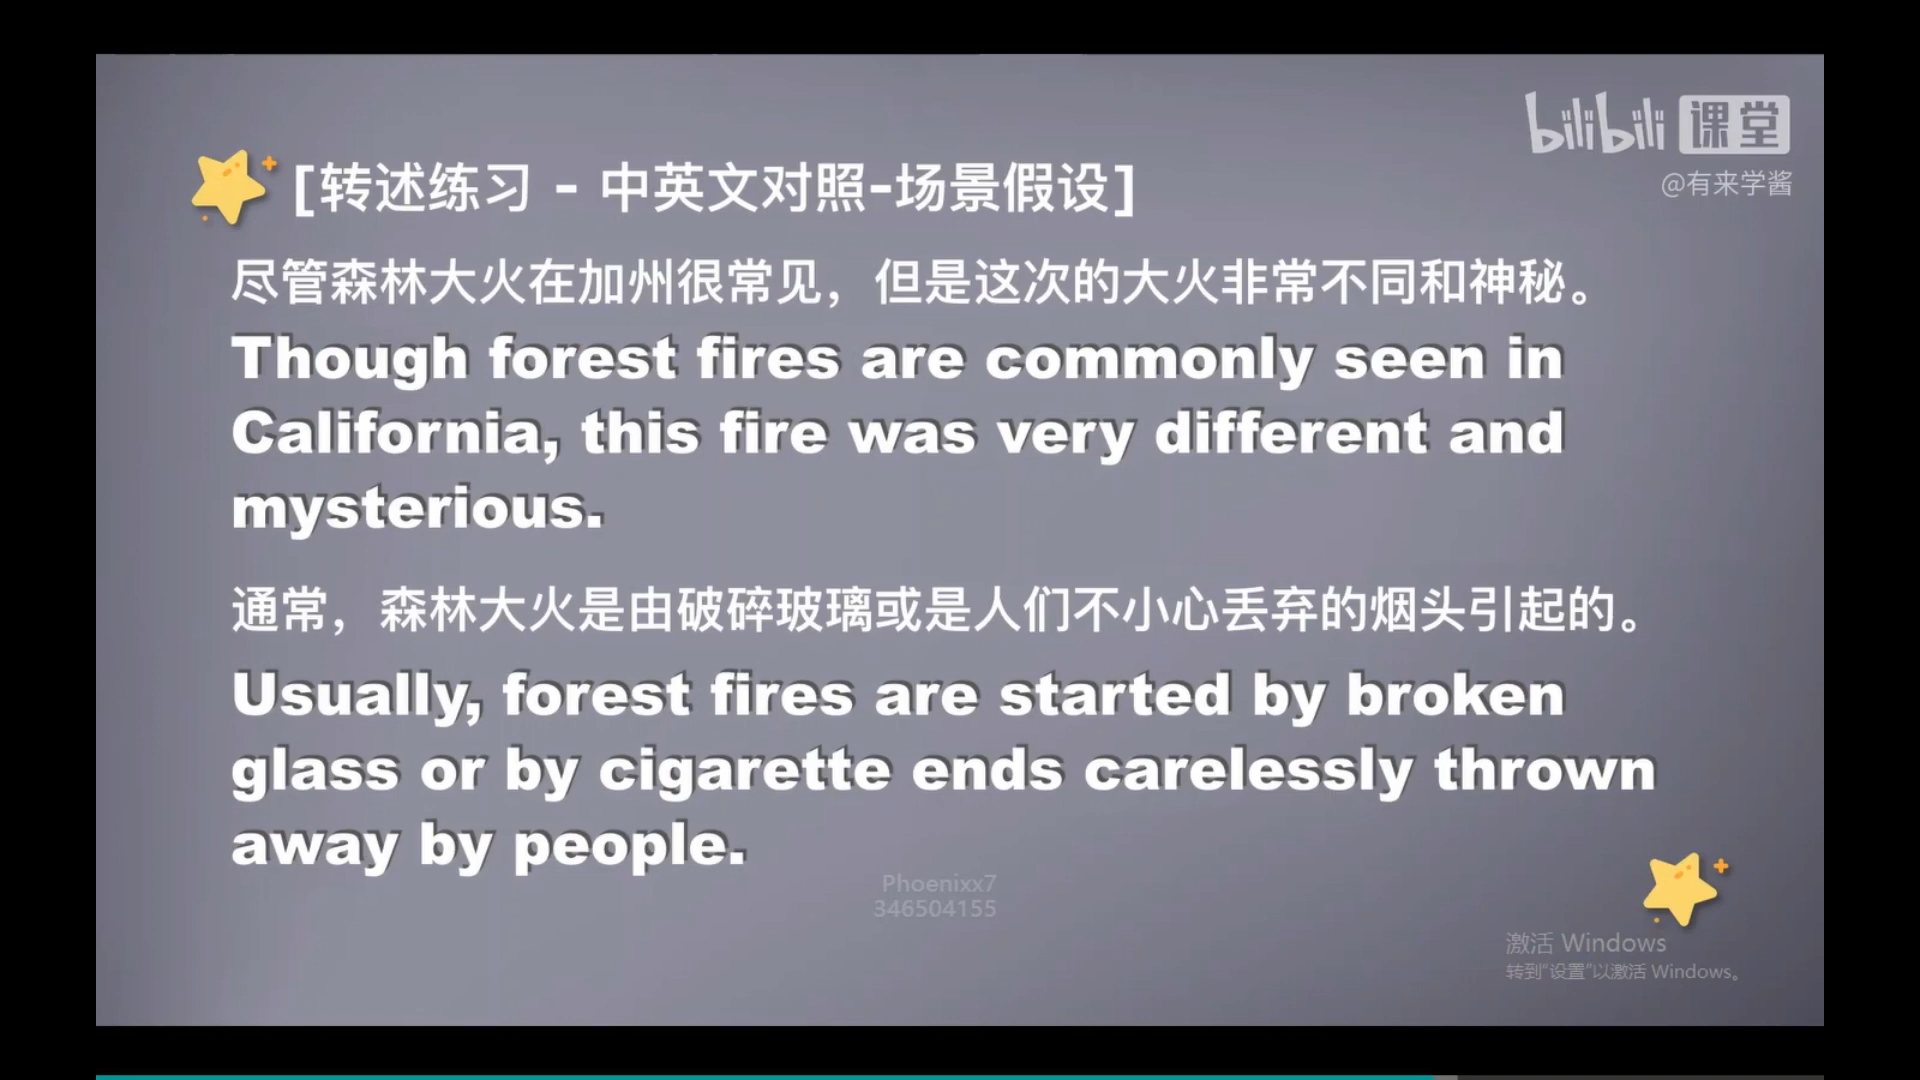 bilibili 课堂
@有来学酱
[转述练习 - 中英文对照-场景假设]
尽管森林大火在加州很常见，但是这次的大火非常不同和神秘。
Though forest fires are commonly seen in
California, this fire was very different and
mysterious.
通常，森林大火是由破碎玻璃或是人们不小心丢弃的烟头引起的。
Usually, forest fires are started by broken
glass or by cigarette ends carelessly thrown
away by people.
Phoenixx7
346504155
激活 Windows
转到“设置”以激活 Windows。